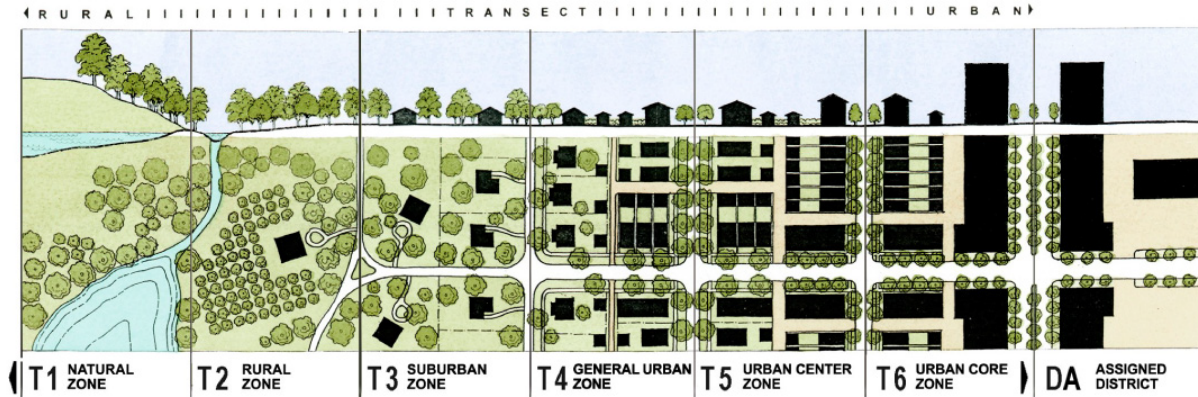 RURAL TRANSECT URBAN
T1 NATURAL ZONE
T2 RURAL ZONE
T3 SUBURBAN ZONE
T4 GENERAL URBAN ZONE
T5 URBAN CENTER ZONE
T6 URBAN CORE ZONE
DA ASSIGNED DISTRICT